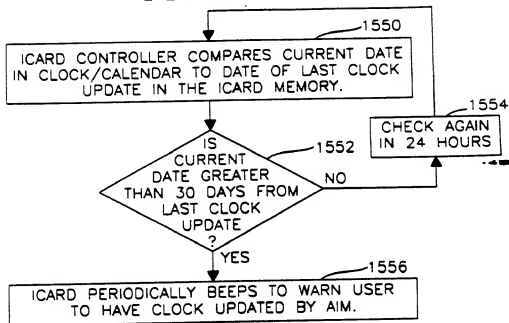 1550
ICARD CONTROLLER COMPARES CURRENT DATE
IN CLOCK/CALENDAR TO DATE OF LAST CLOCK
UPDATE IN THE ICARD MEMORY.
1554
CHECK AGAIN
IN 24 HOURS
1552
IS
CURRENT
DATE GREATER
THAN 30 DAYS FROM
LAST CLOCK
UPDATE
?
NO
YES
1556
ICARD PERIODICALLY BEEPS TO WARN USER
TO HAVE CLOCK UPDATED BY AIM.